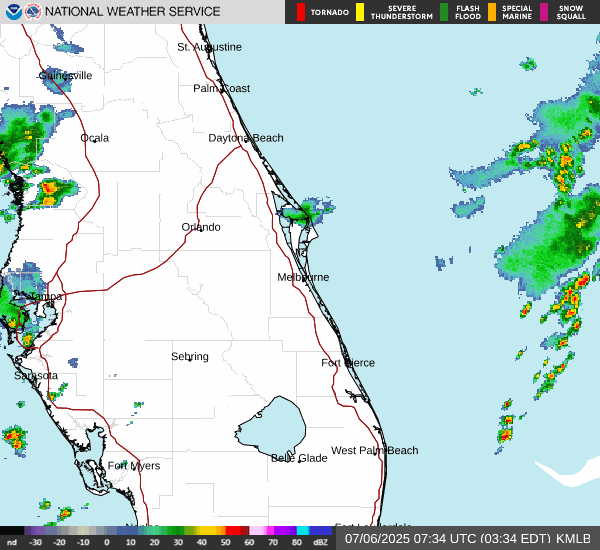 NATIONAL WEATHER SERVICE
TORNADO
SEVERE THUNDERSTORM
FLASH FLOOD
SPECIAL MARINE
SNOW SQUALL
St. Augustine
Gainesville
Palm Coast
Ocala
Daytona Beach
Orlando
Melbourne
Tampa
Sebring
Fort Pierce
Sarasota
West Palm Beach
Belle Glade
Fort Myers
nd -30 -20 -10 0 10 20 30 40 50 60 70 80 dBZ
07/06/2025 07:34 UTC (03:34 EDT) KMLB